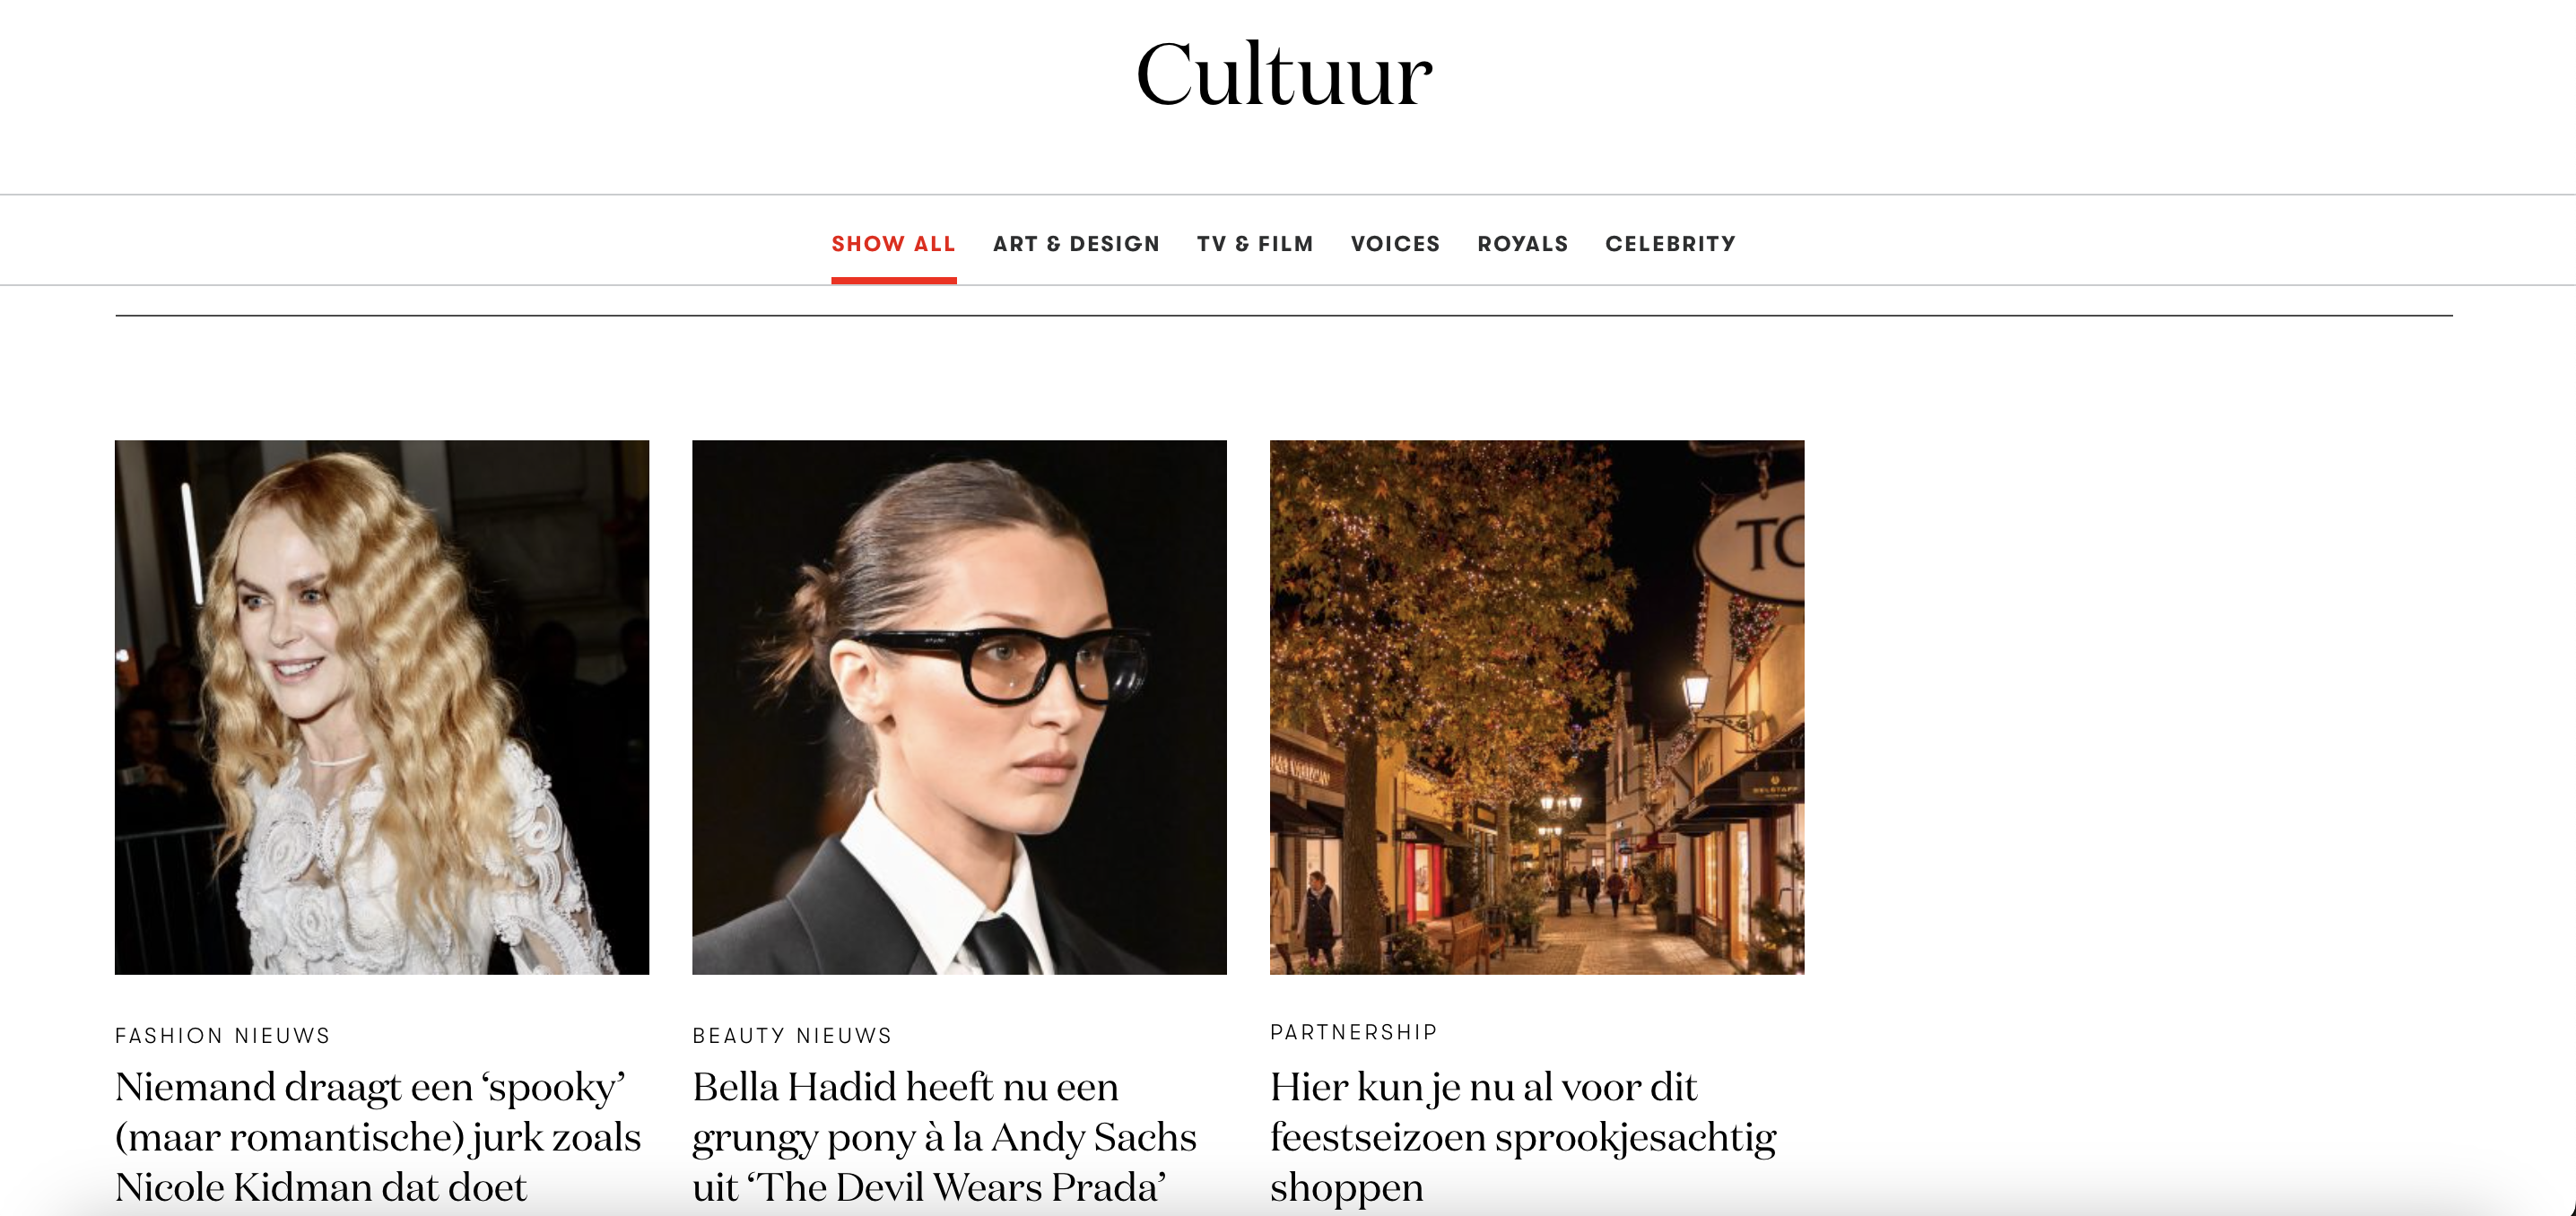 Cultuur
SHOW ALL ART & DESIGN TV & FILM VOICES ROYALS CELEBRITY
TO
BELSTAFF
FASHION NIEUWS
Niemand draagt een ‘spooky’
(maar romantische) jurk zoals
Nicole Kidman dat doet
BEAUTY NIEUWS
Bella Hadid heeft nu een
grungy pony à la Andy Sachs
uit ‘The Devil Wears Prada’
PARTNERSHIP
Hier kun je nu al voor dit
feestseizoen sprookjesachtig
shoppen